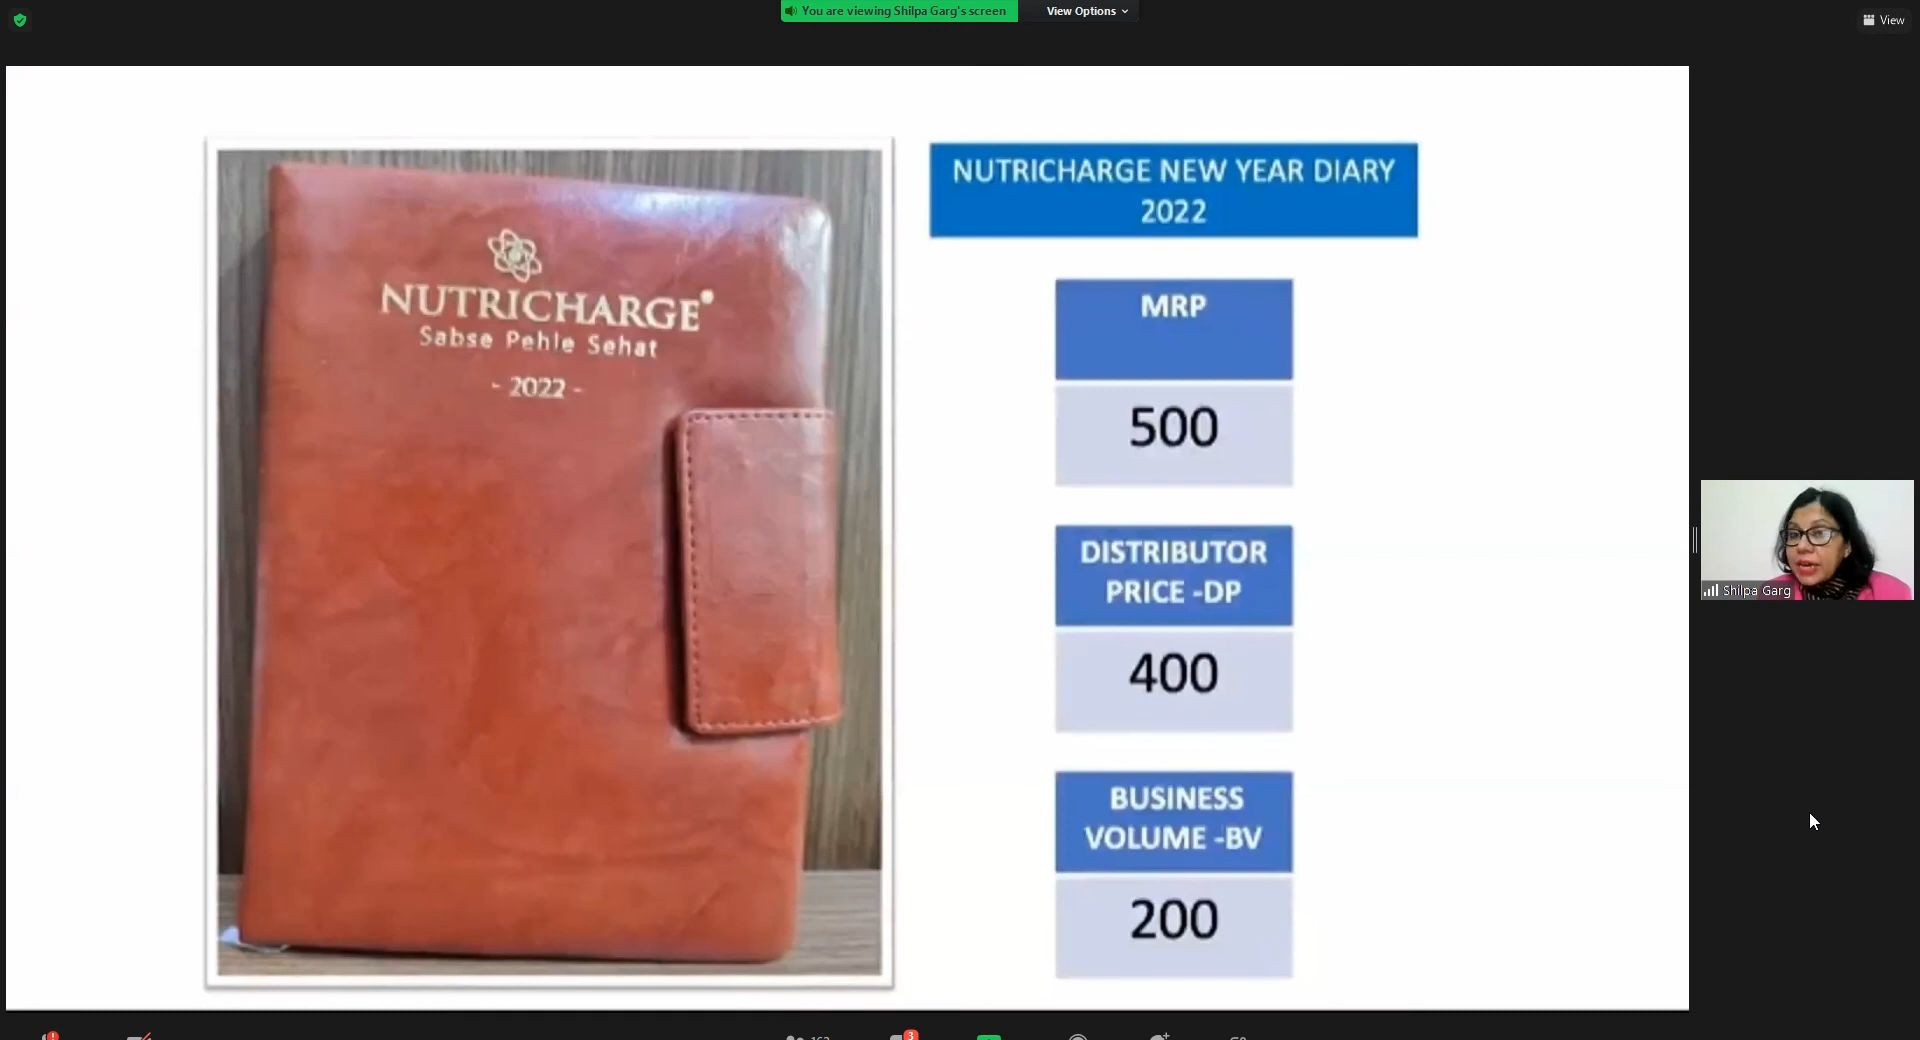 You are viewing Shilpa Garg's screen
View Options
View
NUTRICHARGE
Sabse Pehle Sehat
- 2022 -
NUTRICHARGE NEW YEAR DIARY
2022
MRP
500
DISTRIBUTOR
PRICE -DP
400
BUSINESS
VOLUME -BV
200
Shilpa Garg
3